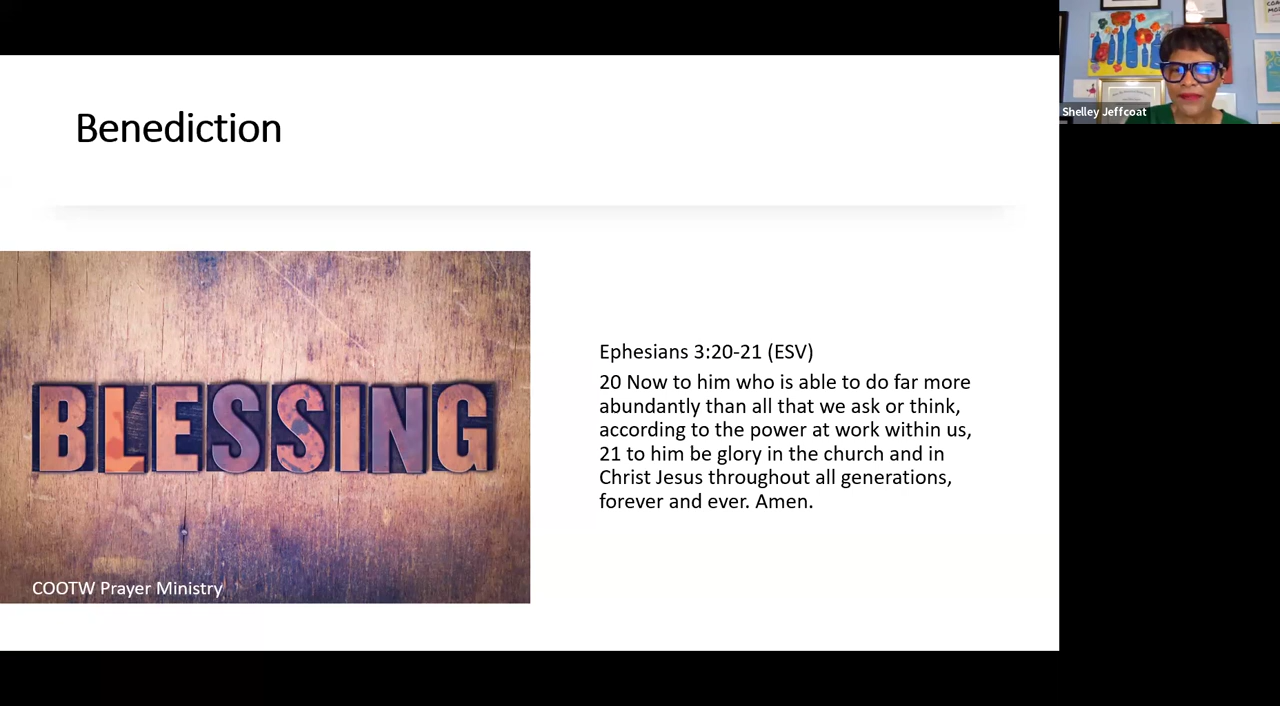 Benediction
BLESSING
COOTW Prayer Ministry
Ephesians 3:20-21 (ESV)
20 Now to him who is able to do far more
abundantly than all that we ask or think,
according to the power at work within us,
21 to him be glory in the church and in
Christ Jesus throughout all generations,
forever and ever. Amen.
Shelley Jeffcoat